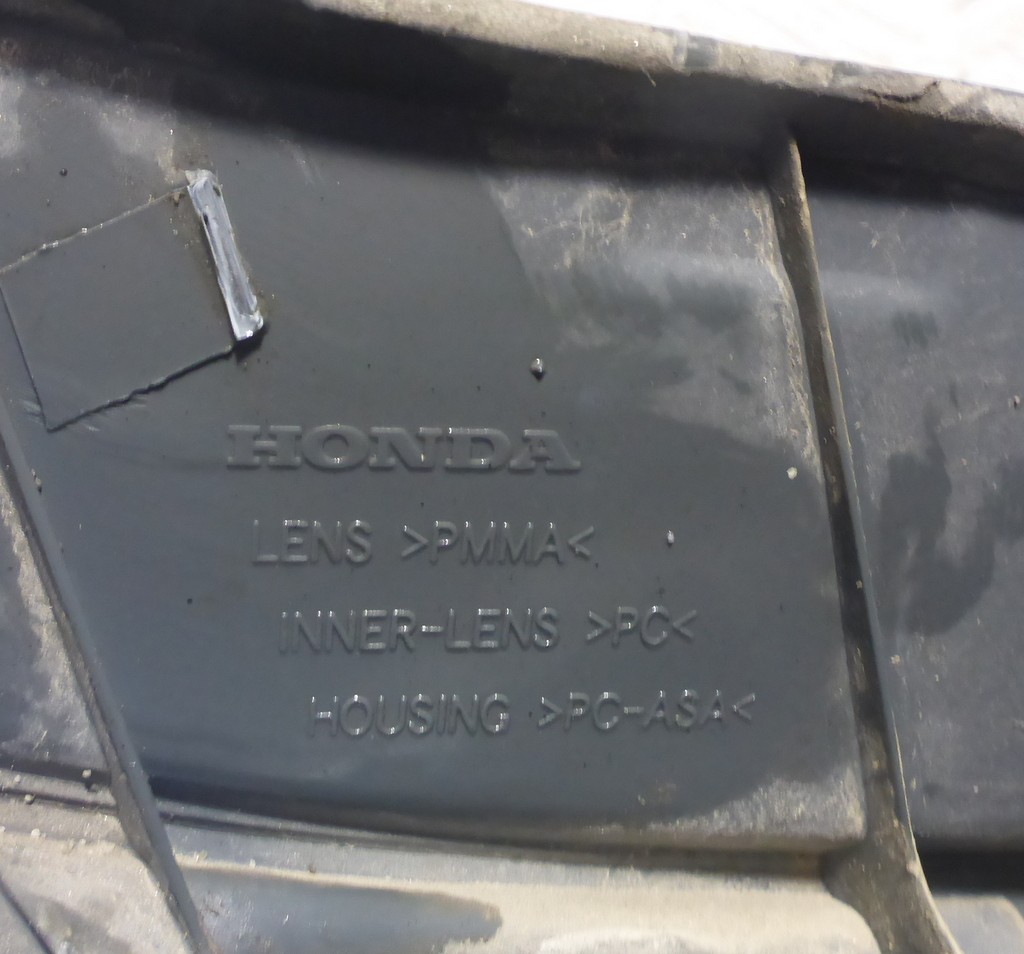 HONDA
LENS >PMMA<
INNER-LENS >PC<
HOUSING >PC-ASA<